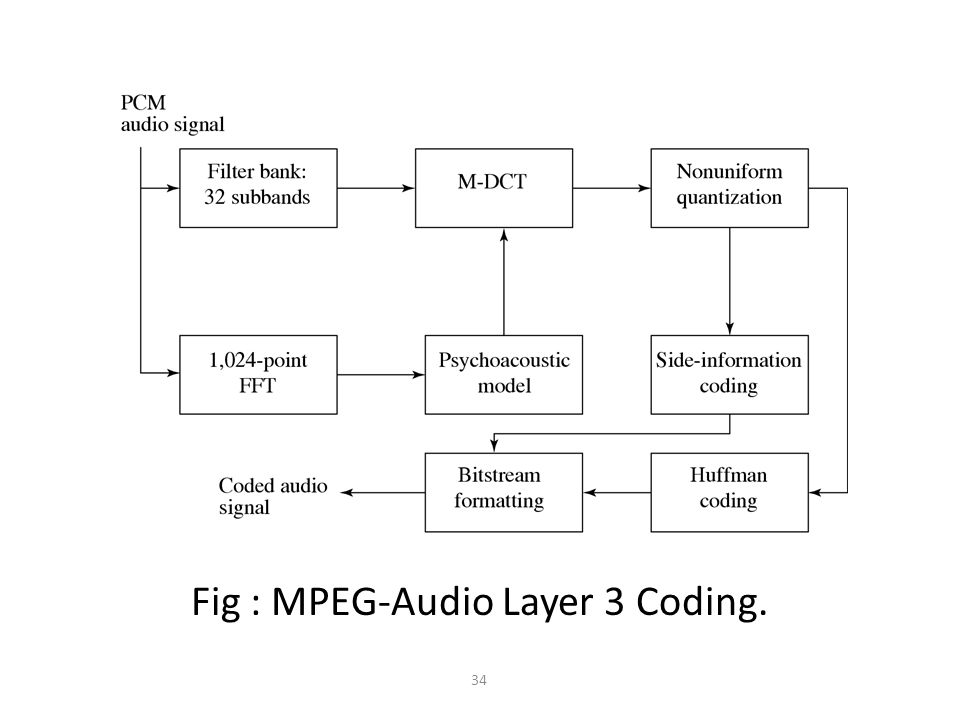 PCM
audio signal
Filter bank:
32 subbands
M-DCT
Nonuniform
quantization
1,024-point
FFT
Psychoacoustic
model
Side-information
coding
Coded audio
signal
Bitstream
formatting
Huffman
coding
Fig : MPEG-Audio Layer 3 Coding.
34